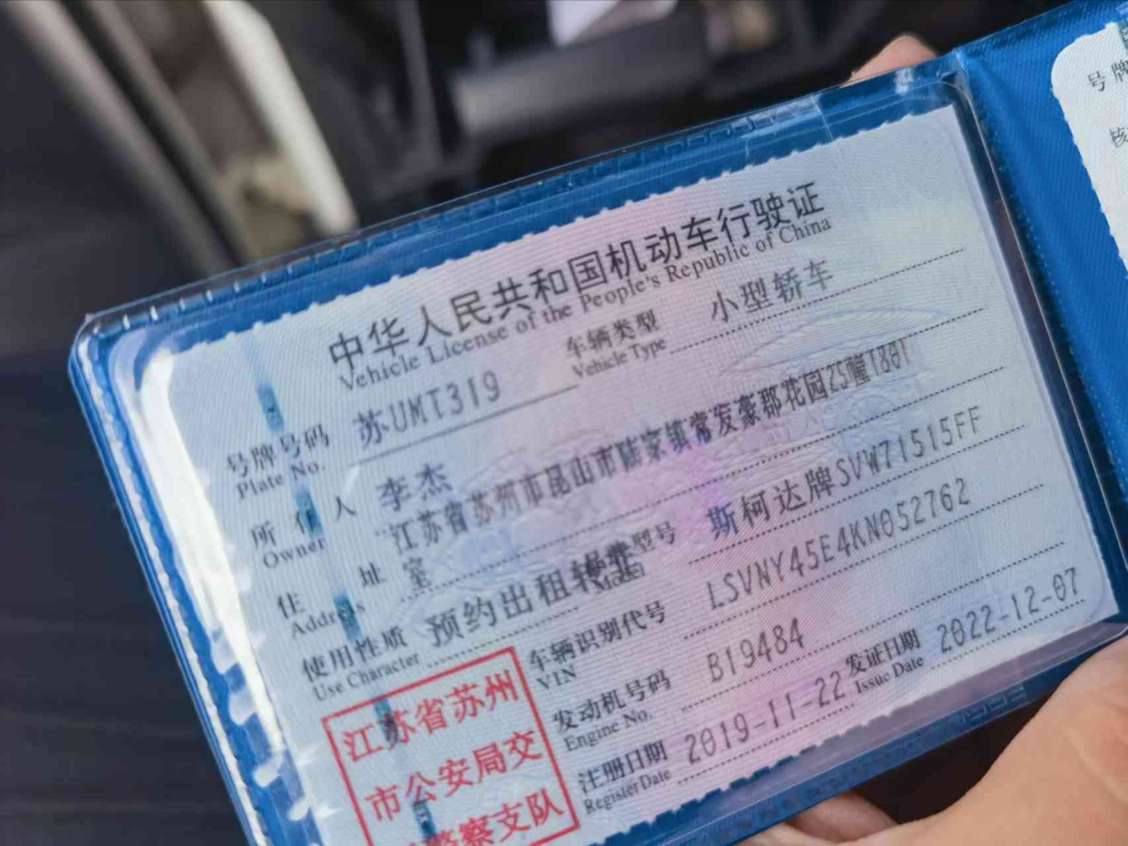 中华人民共和国机动车行驶证
Vehicle License of the People's Republic of China
号牌号码 苏UMT319 车辆类型 小型轿车
Plate No. Vehicle Type
所有人 李杰
Owner
住址 江苏省苏州市昆山市陆家镇常发豪郡花园25幢1801
Address 室
使用性质 预约出租转非 型号 斯柯达牌SVW71515FF
Use Character
车辆识别代号 LSVNY45E4KN052762
VIN
发动机号码 B19484
Engine No.
注册日期 2019-11-22 发证日期 2022-12-07
Register Date Issue Date
江苏省苏州
市公安局交
警察支队
号牌
核